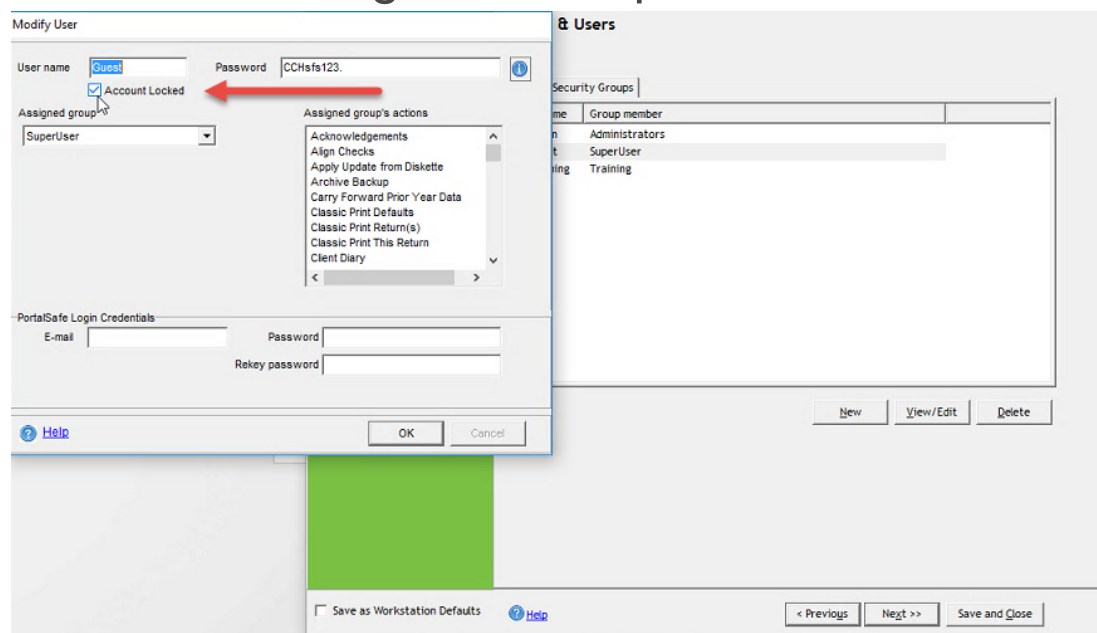 Modify User
& Users
User name Guest Password CCHsfs123.
Account Locked
Security Groups
Assigned group Assigned group's actions
me Group member
SuperUser
n Administrators
t SuperUser
ning Training
Acknowledgements
Align Checks
Apply Update from Diskette
Archive Backup
Carry Forward Prior Year Data
Classic Print Defaults
Classic Print Return(s)
Classic Print This Return
Client Diary
PortalSafe Login Credentials
E-mail Password
Rekey password
New View/Edit Delete
Help OK Cancel
Save as Workstation Defaults Help < Previous Next >> Save and Close